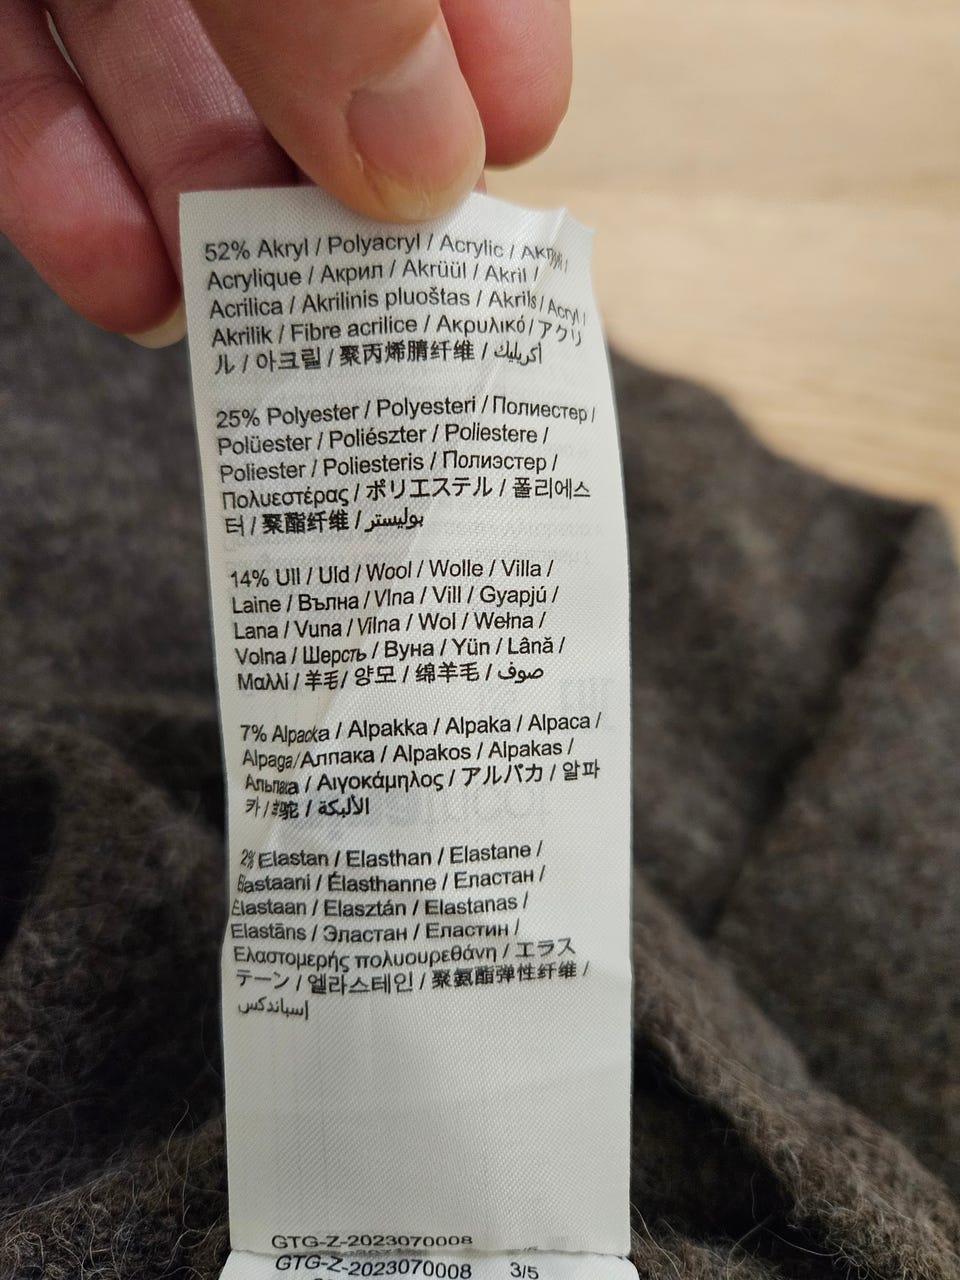 52% Akryl / Polyacryl / Acrylic / Акрил /
Acrylique / Акрил / Akrüül / Akril /
Acrilica / Akrilinis pluoštas / Akrils / Acryl /
Akrilik / Fibre acrilice / Ακρυλικό / アクリ
ル / 아크릴 / 聚丙烯腈纤维 / أكريليك
25% Polyester / Polyesteri / Полиестер /
Polüester / Poliészter / Poliestere /
Poliester / Poliesteris / Полиэстер /
Πολυεστέρας / ポリエステル / 폴리에스
터 / 聚酯纤维 / بوليستر
14% Ull / Uld / Wool / Wolle / Villa /
Laine / Вълна / Vlna / Vill / Gyapjú /
Lana / Vuna / Vilna / Wol / Wełna /
Volna / Шерсть / Вуна / Yün / Lână /
Μαλλί / 羊毛 / 양모 / 绵羊毛 / صوف
7% Alpacka / Alpakka / Alpaka / Alpaca /
Alpaga / Алпака / Alpakos / Alpakas /
Альпака / Αιγοκάμηλος / アルパカ / 알파
카 / 羊驼 / الألبكة
2% Elastan / Elasthan / Elastane /
Elastaani / Élasthanne / Еластан /
Elastaan / Elasztán / Elastanas /
Elastāns / Эластан / Еластин /
Ελαστομερής πολυουρεθάνη / エラス
テーン / 엘라스테인 / 聚氨酯弹性纤维 /
إسباندكس
GTG-Z-2023070008
GTG-Z-2023070008 3/5